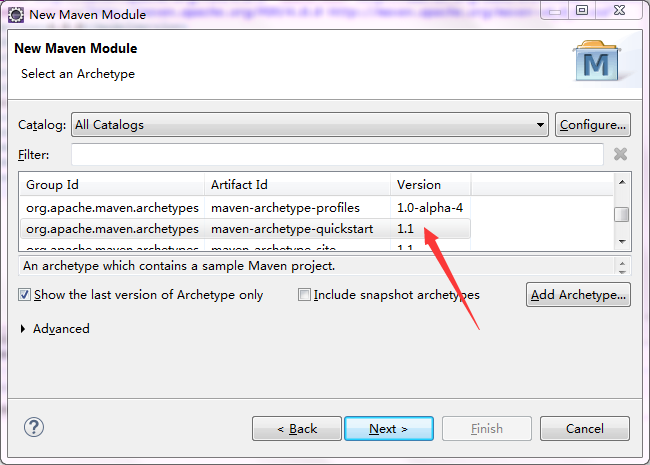 New Maven Module
New Maven Module
Select an Archetype
M
Catalog: All Catalogs Configure...
Filter:
Group Id Artifact Id Version
org.apache.maven.archetypes maven-archetype-profiles 1.0-alpha-4
org.apache.maven.archetypes maven-archetype-quickstart 1.1
org.apache.maven.archetypes maven-archetype-site 1.1
An archetype which contains a sample Maven project.
Show the last version of Archetype only Include snapshot archetypes Add Archetype...
Advanced
? < Back Next > Finish Cancel